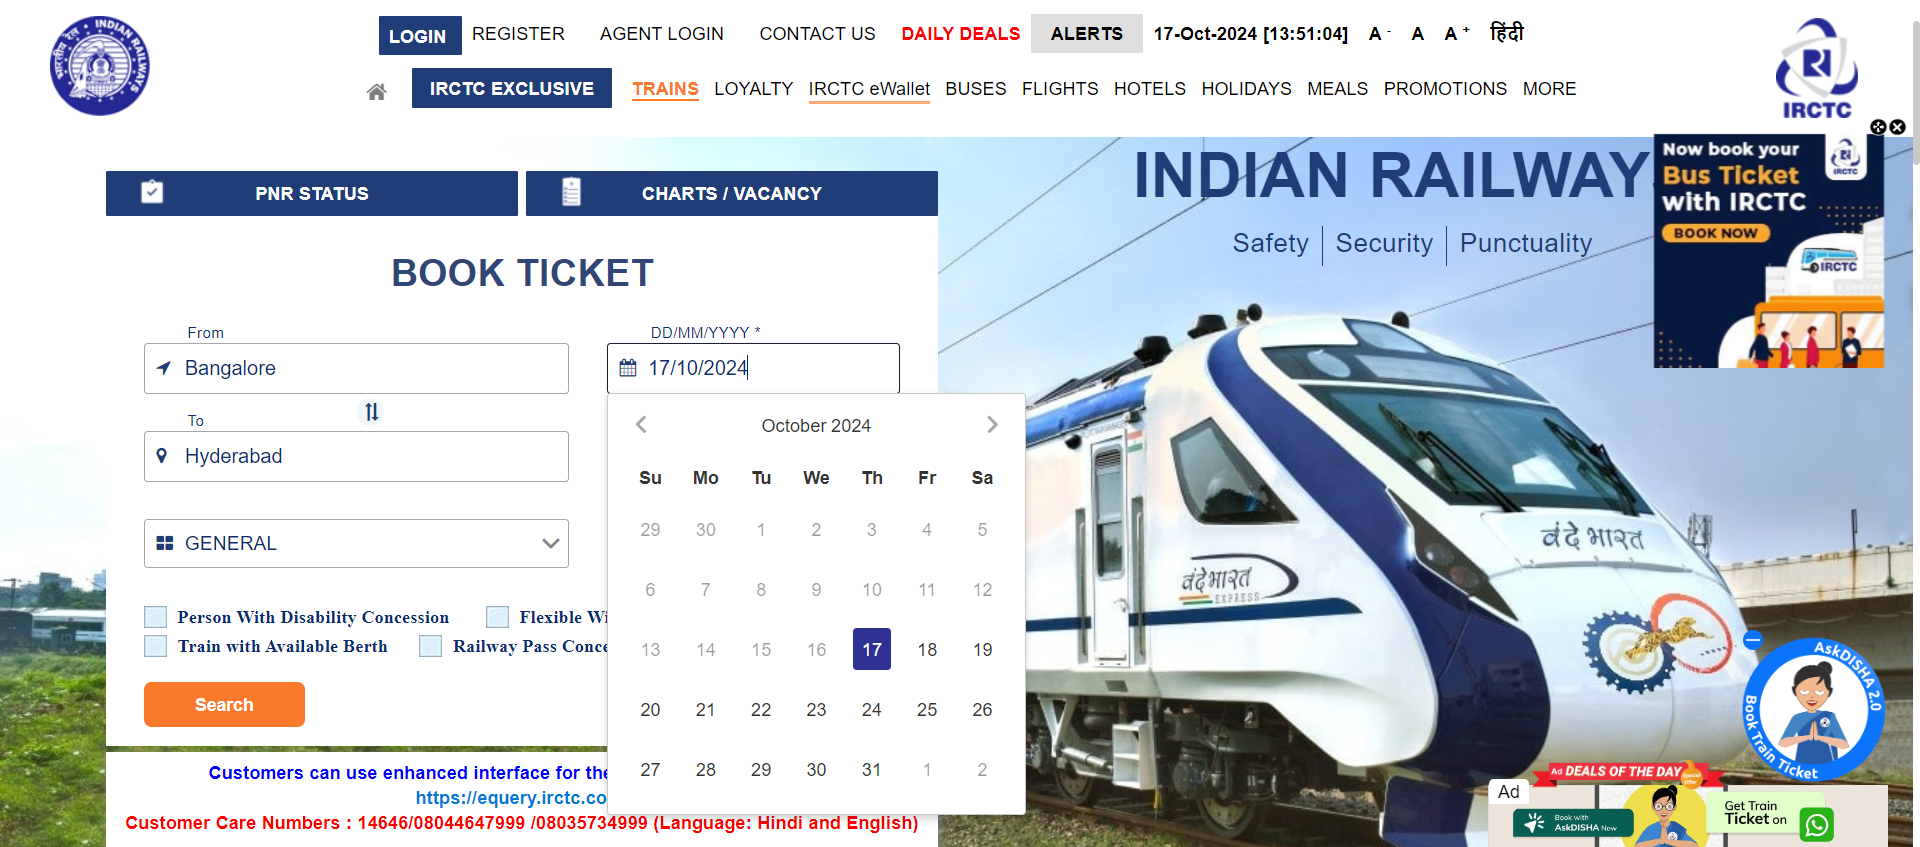 INDIAN RAILWAYS
भारतीय रेल
LOGIN REGISTER AGENT LOGIN CONTACT US DAILY DEALS ALERTS 17-Oct-2024 [13:51:04] A - A A + हिंदी
IRCTC EXCLUSIVE TRAINS LOYALTY IRCTC eWallet BUSES FLIGHTS HOTELS HOLIDAYS MEALS PROMOTIONS MORE
IRCTC
PNR STATUS
CHARTS / VACANCY
INDIAN RAILWAY
Safety | Security | Punctuality
Now book your
Bus Ticket
with IRCTC
BOOK NOW
IRCTC
IRCTC
BOOK TICKET
From
Bangalore
To
Hyderabad
GENERAL
DD/MM/YYYY *
17/10/2024
October 2024
Su Mo Tu We Th Fr Sa
29 30 1 2 3 4 5
6 7 8 9 10 11 12
13 14 15 16 17 18 19
20 21 22 23 24 25 26
27 28 29 30 31 1 2
Person With Disability Concession
Flexible Wi
Train with Available Berth
Railway Pass Conce
Search
Customers can use enhanced interface for the
https://equery.irctc.co
Customer Care Numbers : 14646/08044647999 /08035734999 (Language: Hindi and English)
वंदे भारत
वंदे भारत
EXPRESS
AskDISHA 2.0
Book Train Ticket
Ad
Ad DEALS OF THE DAY
Special
Offer
Book with
AskDISHA Now
Get Train
Ticket on